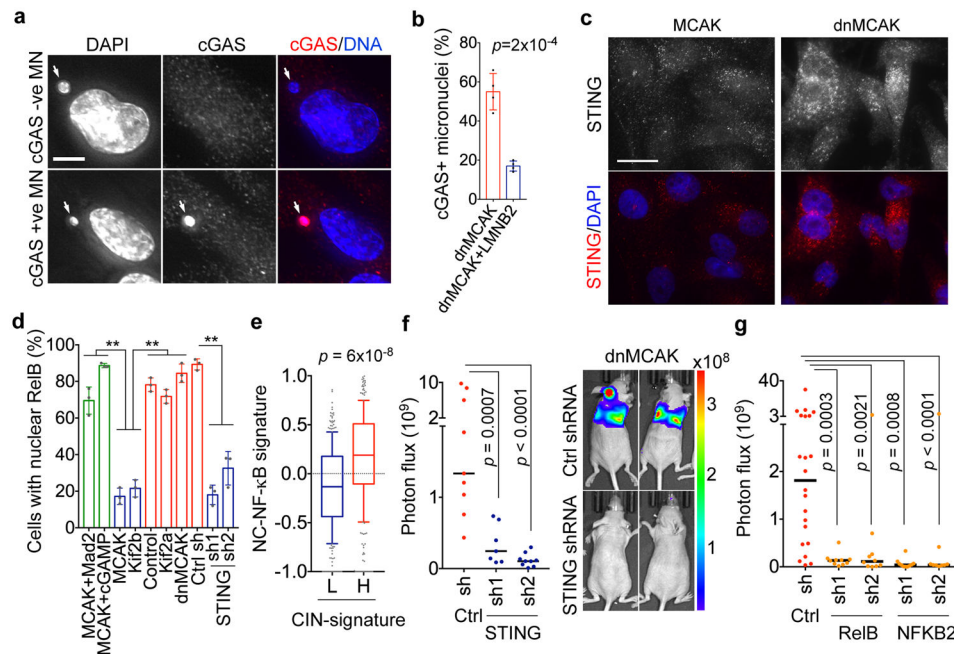 a
DAPI
cGAS
cGAS/DNA
cGAS -ve MN
cGAS +ve MN
b
p=2x10-4
cGAS+ micronuclei (%)
80
60
40
20
0
dnMCAK
dnMCAK+LMNB2
c
MCAK
dnMCAK
STING
STING/DAPI
d
Cells with nuclear RelB (%)
**
**
**
100
80
60
40
20
0
MCAK+Mad2
MCAK+cGAMP
MCAK
Kif2b
Control
Kif2a
dnMCAK
Ctrl sh
sh1
sh2
STING
e
p = 6x10-8
NC-NF-κB signature
1.0
0.5
0.0
-0.5
-1.0
L
H
CIN-signature
f
Photon flux (10⁹)
10
2
1
0
p = 0.0007
p < 0.0001
sh
Ctrl
sh1
sh2
STING
dnMCAK
Ctrl shRNA
STING shRNA
x10⁸
3
2
1
g
Photon flux (10⁹)
40
3
2
1
0
p = 0.0003
p = 0.0021
p = 0.0008
p < 0.0001
sh
Ctrl
sh1
sh2
RelB
sh1
sh2
NFKB2